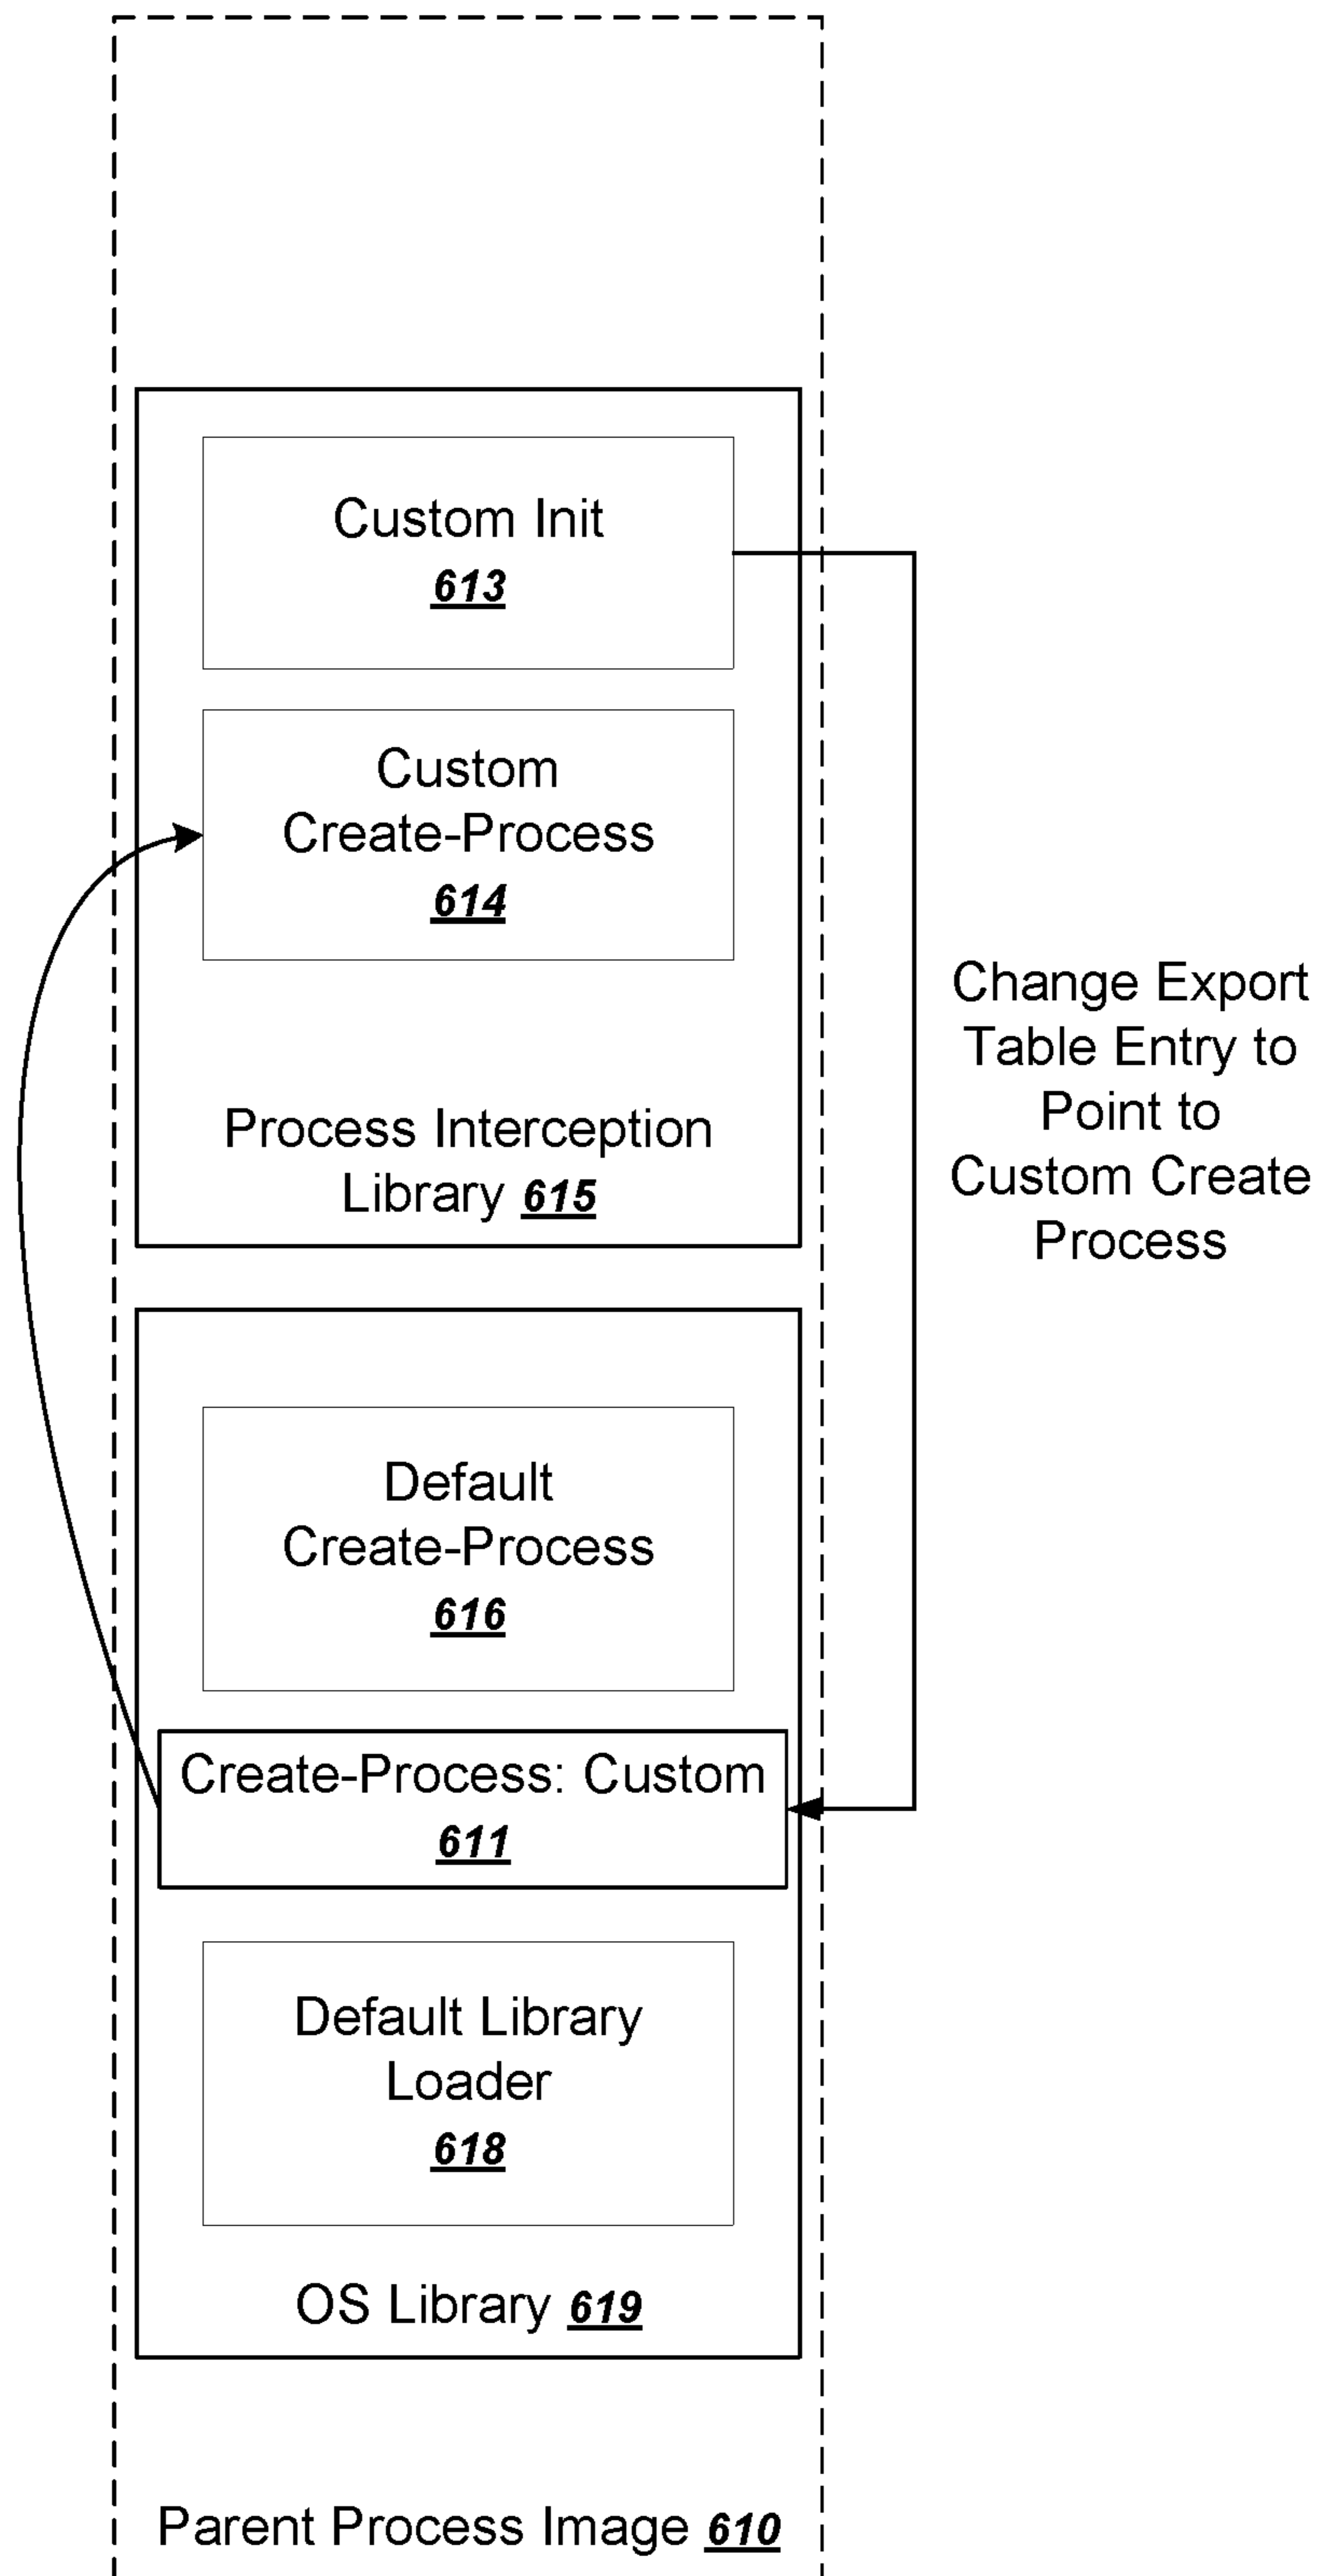 Custom Init
613
Custom
Create-Process
614
Process Interception
Library 615
Change Export
Table Entry to
Point to
Custom Create
Process
Default
Create-Process
616
Create-Process: Custom
611
Default Library
Loader
618
OS Library 619
Parent Process Image 610